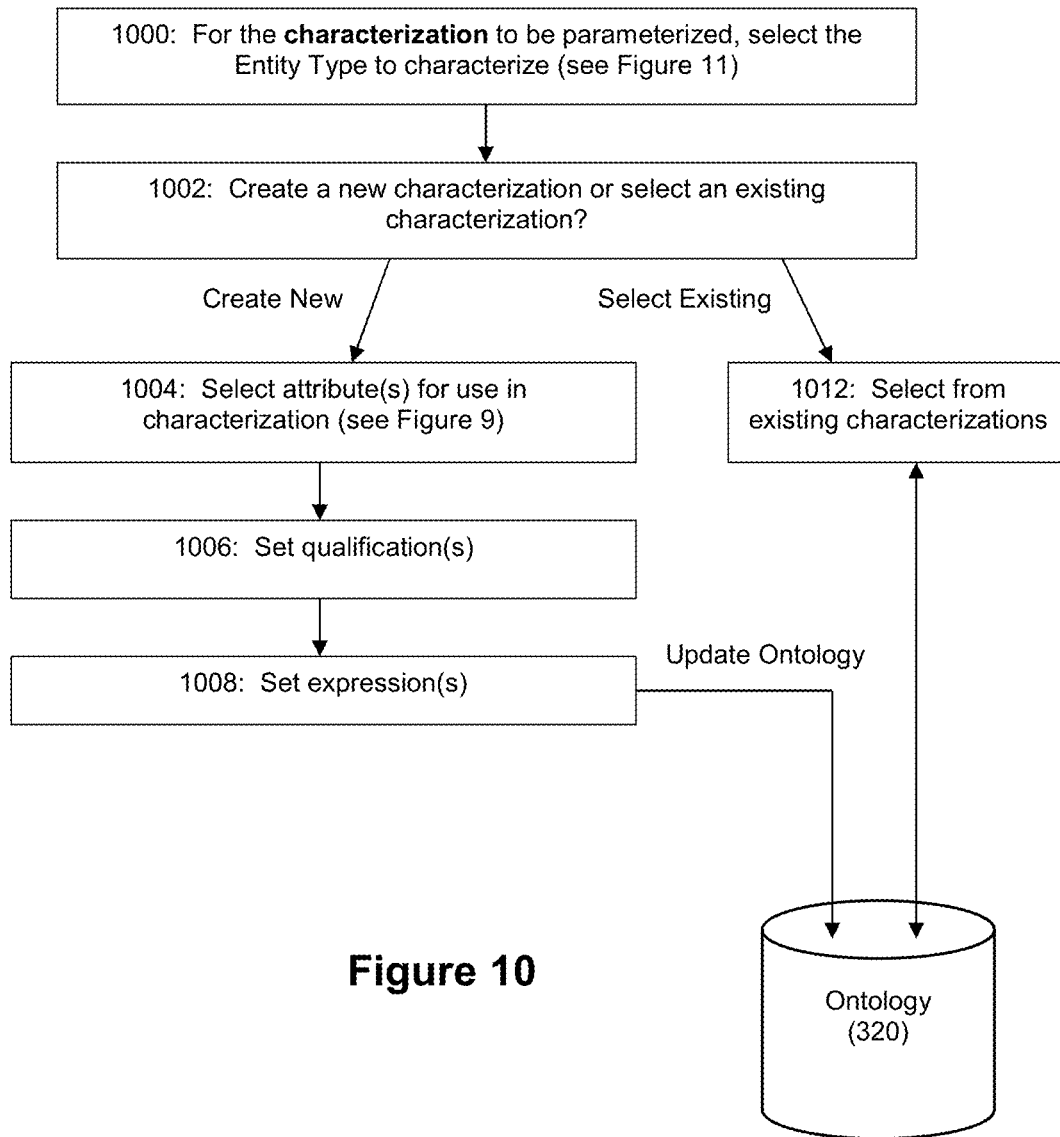 1000: For the characterization to be parameterized, select the
Entity Type to characterize (see Figure 11)
1002: Create a new characterization or select an existing
characterization?
Create New
Select Existing
1004: Select attribute(s) for use in
characterization (see Figure 9)
1012: Select from
existing characterizations
1006: Set qualification(s)
1008: Set expression(s)
Update Ontology
Figure 10
Ontology
(320)